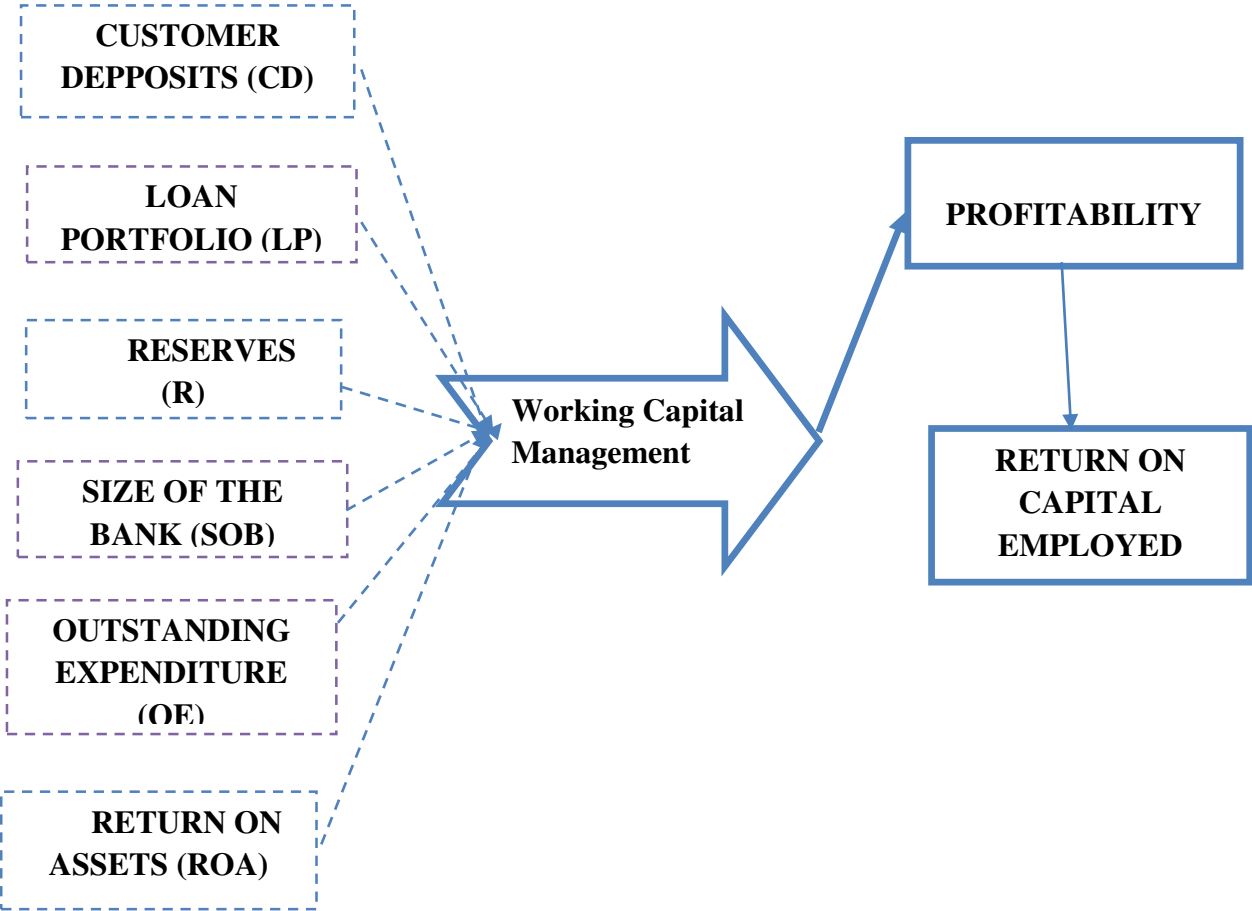 CUSTOMER
DEPPOSITS (CD)
LOAN
PORTFOLIO (LP)
RESERVES
(R)
SIZE OF THE
BANK (SOB)
OUTSTANDING
EXPENDITURE
(OE)
RETURN ON
ASSETS (ROA)
Working Capital
Management
PROFITABILITY
RETURN ON
CAPITAL
EMPLOYED